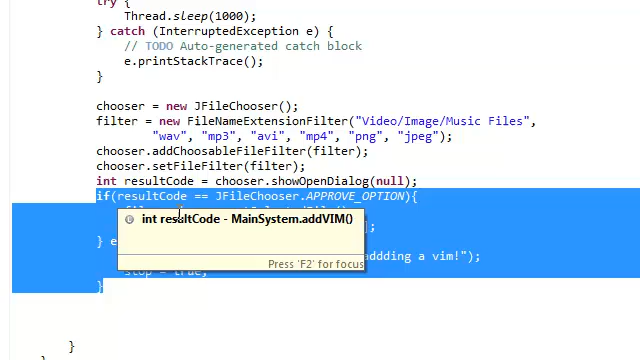 try {
Thread.sleep(1000);
} catch (InterruptedException e) {
// TODO Auto-generated catch block
e.printStackTrace();
}
chooser = new JFileChooser();
filter = new FileNameExtensionFilter("Video/Image/Music Files",
"wav", "mp3", "avi", "mp4", "png", "jpeg");
chooser.addChoosableFileFilter(filter);
chooser.setFileFilter(filter);
int resultCode = chooser.showOpenDialog(null);
if(resultCode == JFileChooser.APPROVE_OPTION){
int resultCode - MainSystem.addVIM()
];
} e
addding a vim!");
Press 'F2' for focus
stop = true;
}
}
}